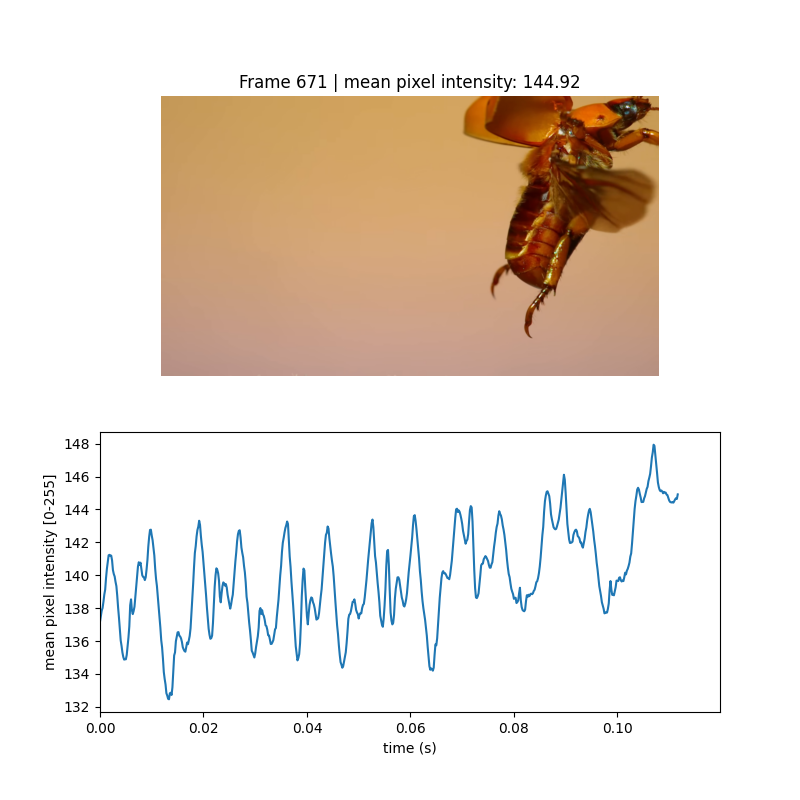 Frame 671 | mean pixel intensity: 144.92
148
146
144
142
140
138
136
134
132
mean pixel intensity [0-255]
0.00 0.02 0.04 0.06 0.08 0.10
time (s)